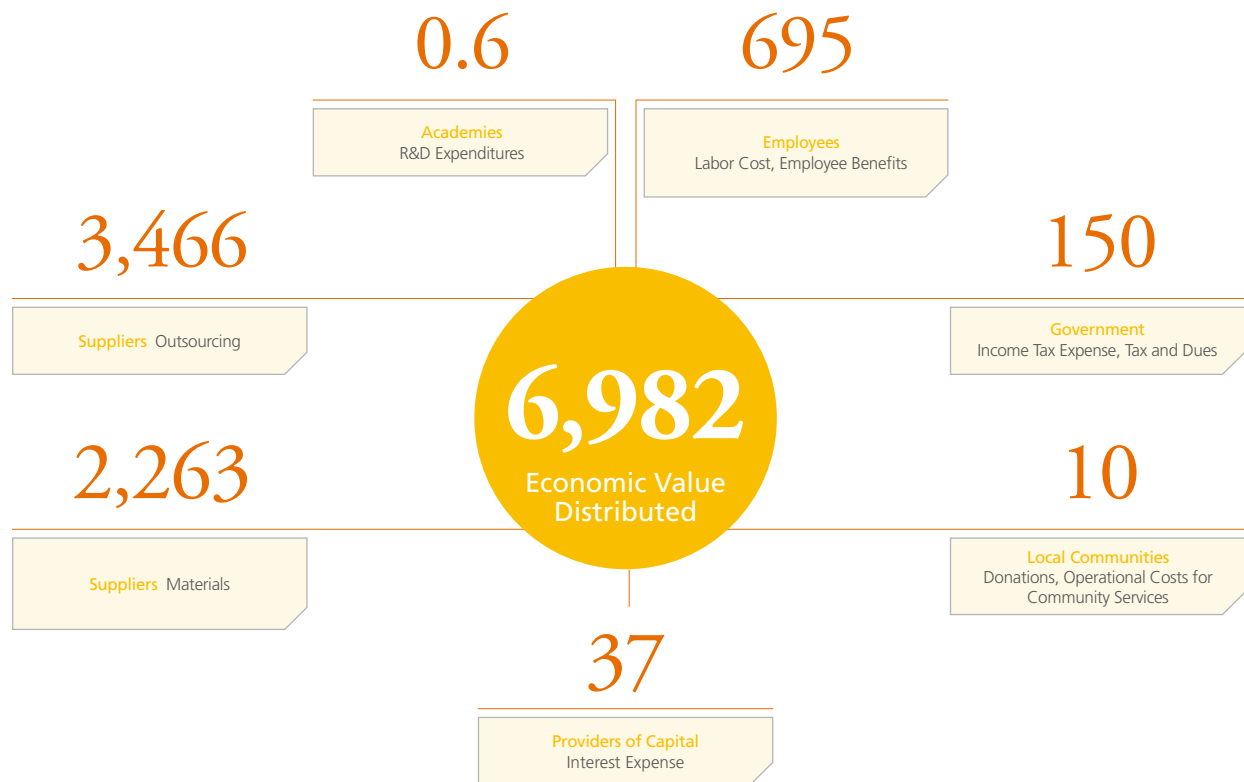 0.6
Academies
R&D Expenditures
695
Employees
Labor Cost, Employee Benefits
3,466
Suppliers Outsourcing
150
Government
Income Tax Expense, Tax and Dues
6,982
Economic Value
Distributed
2,263
Suppliers Materials
10
Local Communities
Donations, Operational Costs for
Community Services
37
Providers of Capital
Interest Expense